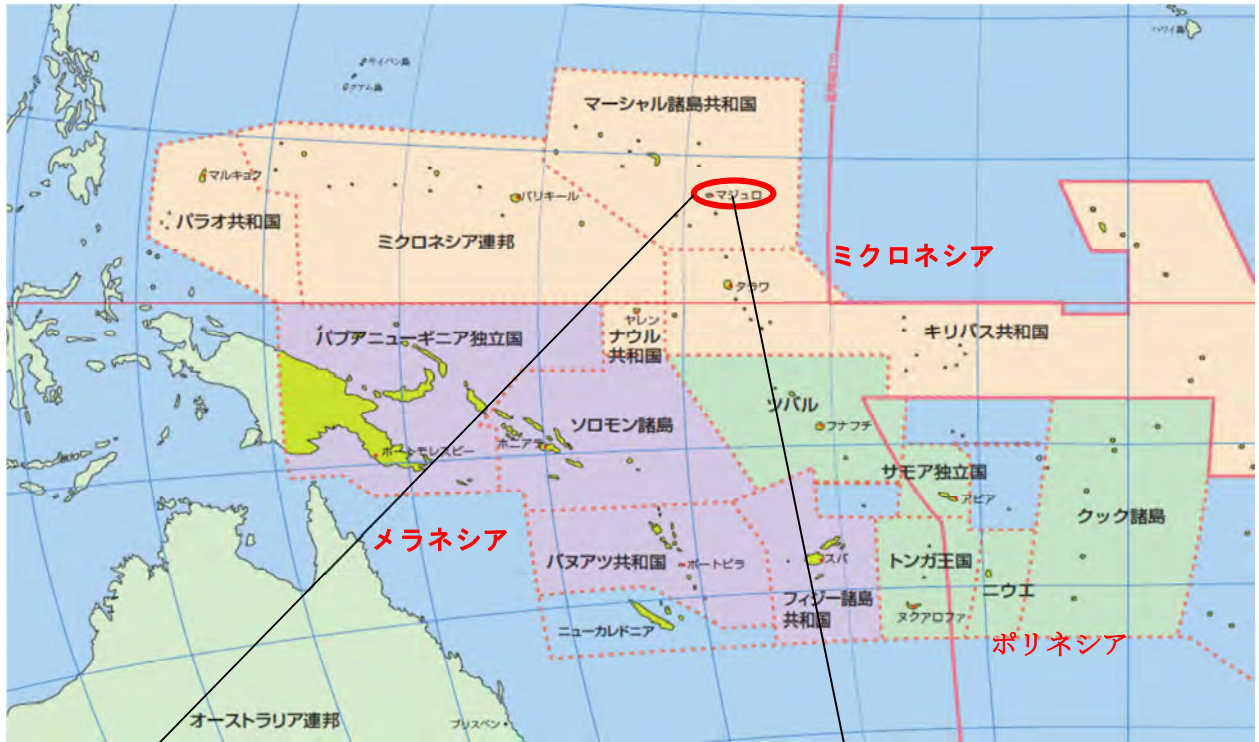 ハワイ島
サイパン島
グアム島
日付変更線
マーシャル諸島共和国
マルキョク
パリキール
マジュロ
パラオ共和国
ミクロネシア連邦
ミクロネシア
タラワ
ヤレン
ナウル
共和国
キリバス共和国
パプアニューギニア独立国
ツバル
フナフチ
ソロモン諸島
ホニアラ
ポートモレスビー
サモア独立国
アピア
クック諸島
メラネシア
バヌアツ共和国
ポートビラ
スバ
トンガ王国
ニウエ
フィジー諸島
共和国
ヌクアロファ
ニューカレドニア
ポリネシア
オーストラリア連邦
ブリスベン